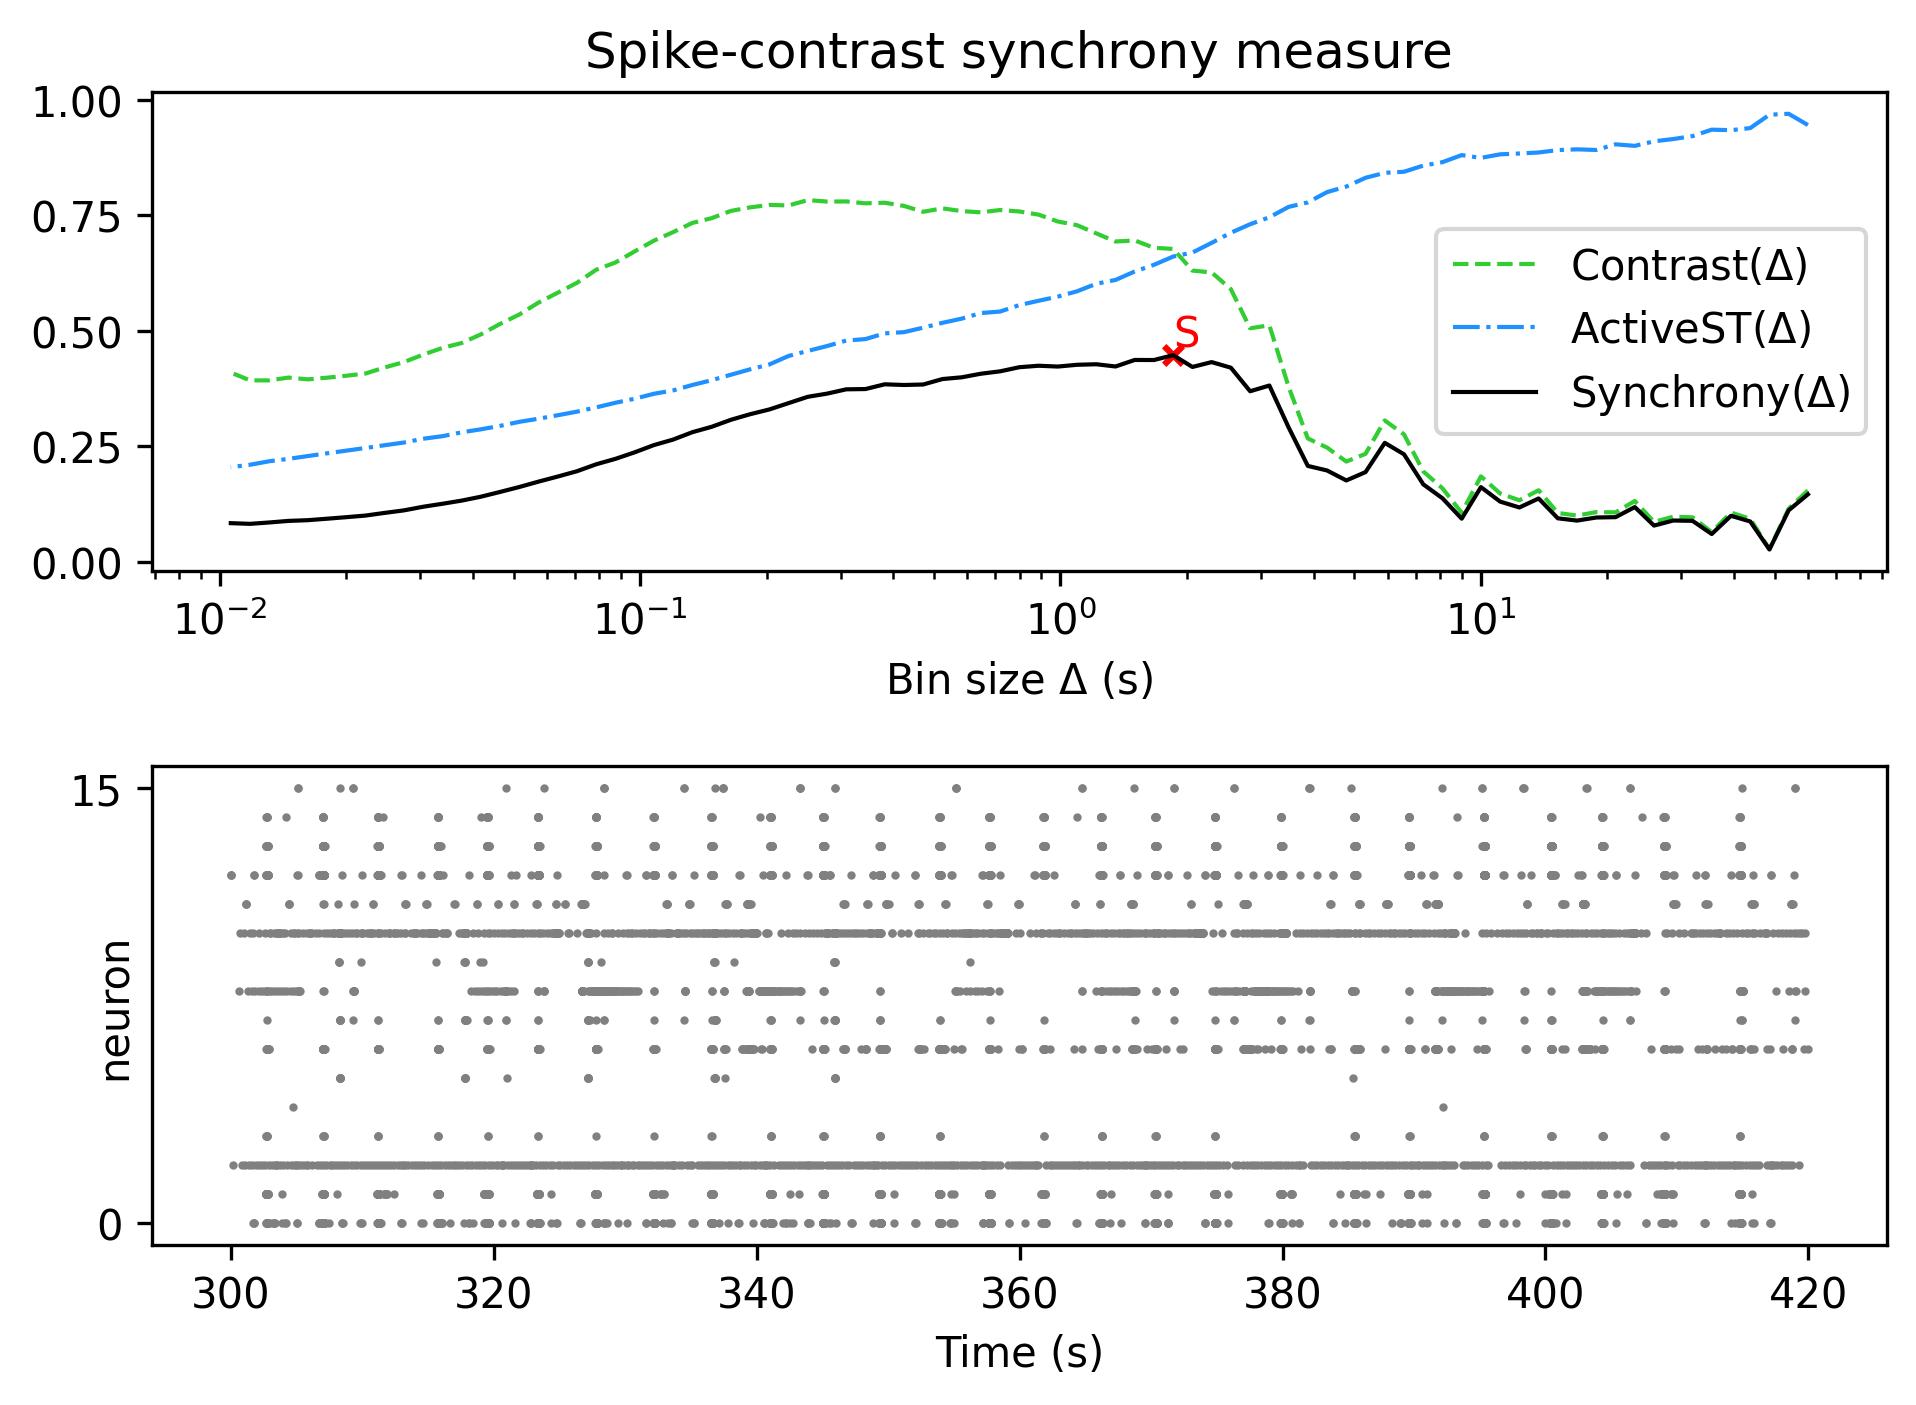 Spike-contrast synchrony measure
1.00
0.75
0.50
0.25
0.00
S
Contrast(Δ)
ActiveST(Δ)
Synchrony(Δ)
10⁻² 10⁻¹ 10⁰ 10¹
Bin size Δ (s)
15
0
neuron
300 320 340 360 380 400 420
Time (s)